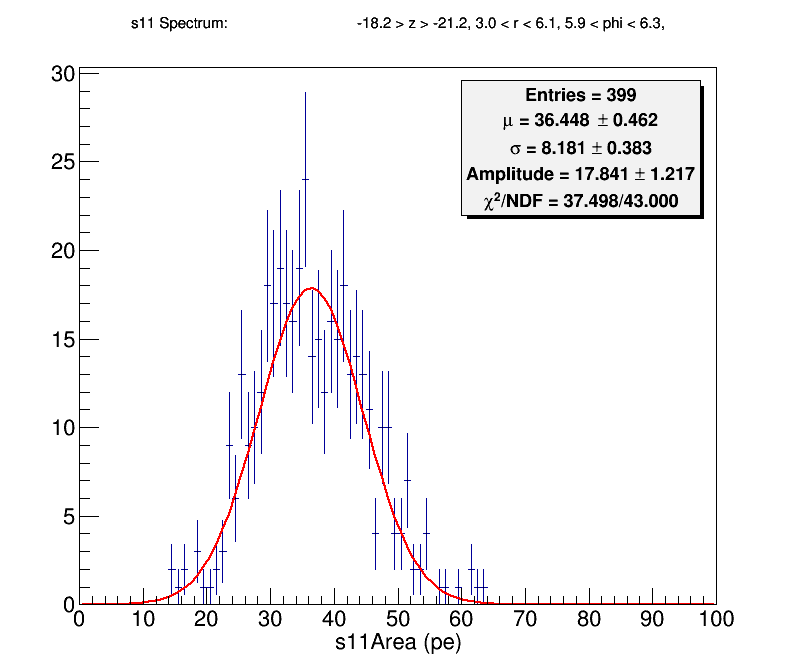 s11 Spectrum: -18.2 > z > -21.2, 3.0 < r < 6.1, 5.9 < phi < 6.3,
Entries = 399
μ = 36.448 ± 0.462
σ = 8.181 ± 0.383
Amplitude = 17.841 ± 1.217
χ²/NDF = 37.498/43.000
30
25
20
15
10
5
0
0 10 20 30 40 50 60 70 80 90 100
s11Area (pe)